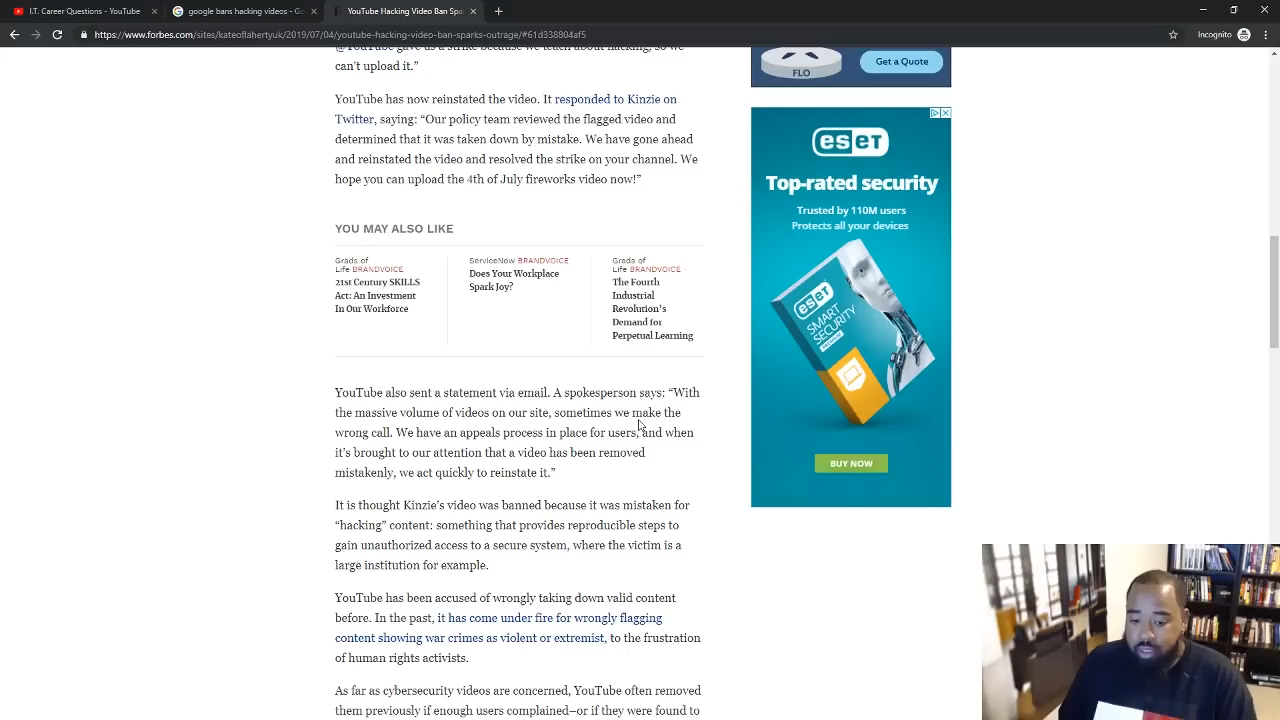 I.T. Career Questions - YouTube
google ban hacking videos - Go
YouTube Hacking Video Ban Spa
https://www.forbes.com/sites/kateoflahertyuk/2019/07/04/youtube-hacking-video-ban-sparks-outrage/#61d338804af5
Incognito
@YouTube gave us a strike because we teach about hacking, so we
can't upload it.”
YouTube has now reinstated the video. It responded to Kinzie on
Twitter, saying: “Our policy team reviewed the flagged video and
determined that it was taken down by mistake. We have gone ahead
and reinstated the video and resolved the strike on your channel. We
hope you can upload the 4th of July fireworks video now!”
YOU MAY ALSO LIKE
Grads of
Life BRANDVOICE
21st Century SKILLS
Act: An Investment
In Our Workforce
ServiceNow BRANDVOICE
Does Your Workplace
Spark Joy?
Grads of
Life BRANDVOICE
The Fourth
Industrial
Revolution’s
Demand for
Perpetual Learning
YouTube also sent a statement via email. A spokesperson says: “With
the massive volume of videos on our site, sometimes we make the
wrong call. We have an appeals process in place for users, and when
it’s brought to our attention that a video has been removed
mistakenly, we act quickly to reinstate it.”
It is thought Kinzie’s video was banned because it was mistaken for
“hacking” content: something that provides reproducible steps to
gain unauthorized access to a secure system, where the victim is a
large institution for example.
YouTube has been accused of wrongly taking down valid content
before. In the past, it has come under fire for wrongly flagging
content showing war crimes as violent or extremist, to the frustration
of human rights activists.
As far as cybersecurity videos are concerned, YouTube often removed
them previously if enough users complained–or if they were found to
FLO
Get a Quote
eseT
Top-rated security
Trusted by 110M users
Protects all your devices
eseT
SMART
SECURITY
PREMIUM
BUY NOW